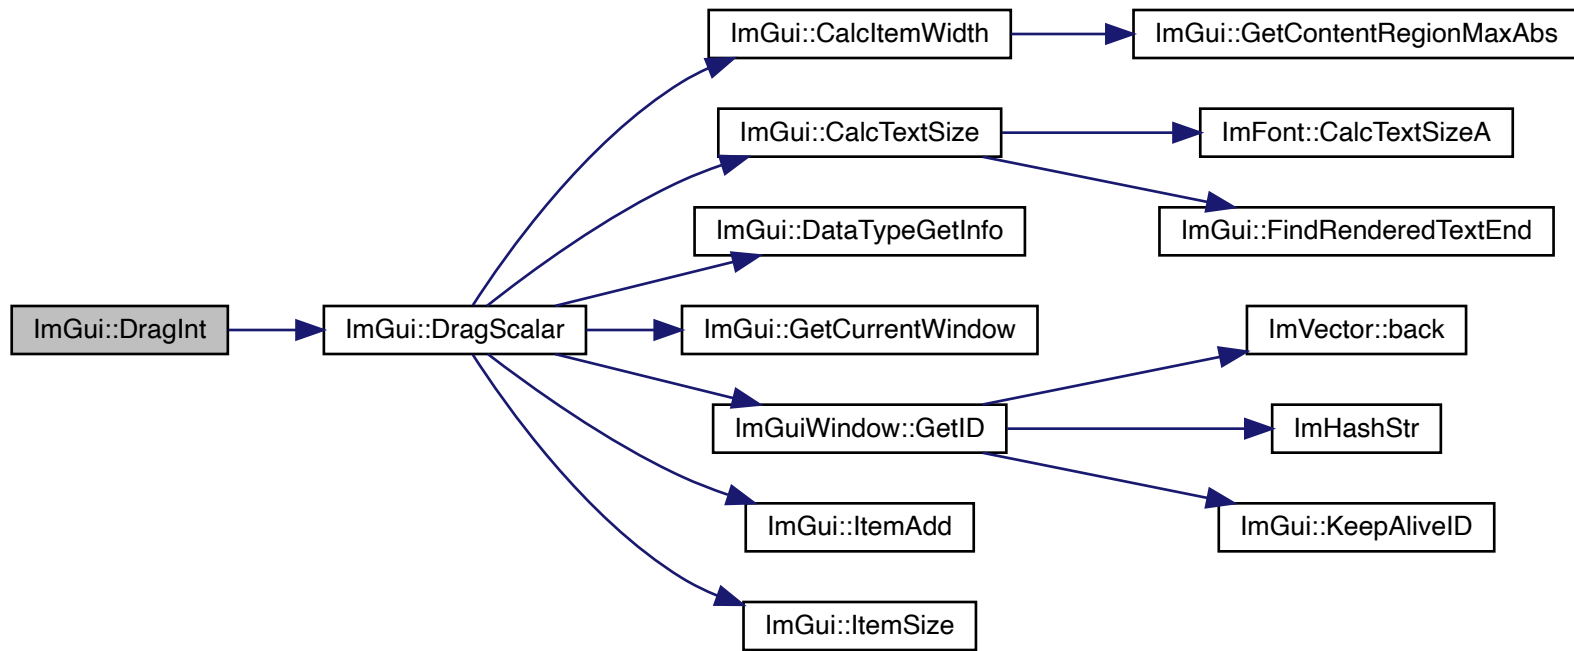 ImGui::DragInt
ImGui::DragScalar
ImGui::CalcItemWidth
ImGui::GetContentRegionMaxAbs
ImGui::CalcTextSize
ImFont::CalcTextSizeA
ImGui::FindRenderedTextEnd
ImGui::DataTypeGetInfo
ImGui::GetCurrentWindow
ImGuiWindow::GetID
ImVector::back
ImHashStr
ImGui::KeepAliveID
ImGui::ItemAdd
ImGui::ItemSize